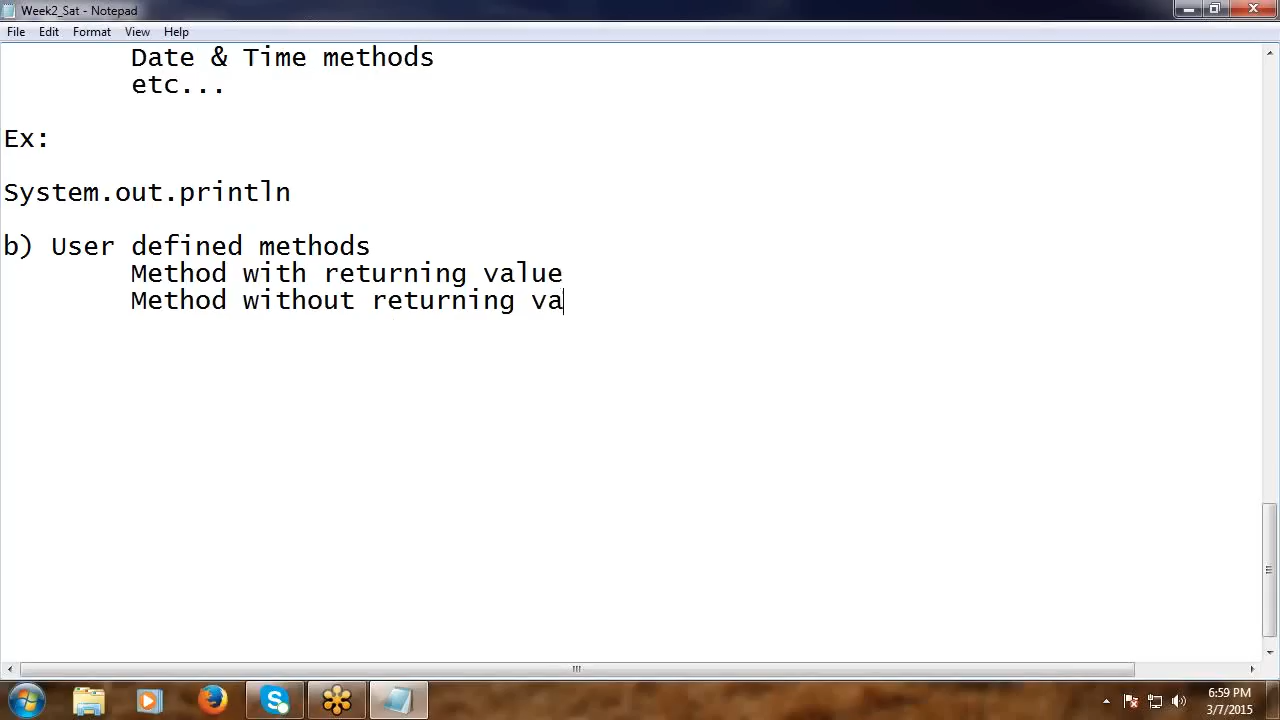 Week2_Sat - Notepad
File Edit Format View Help
Date & Time methods
etc...
Ex:
System.out.println
b) User defined methods
Method with returning value
Method without returning va
6:59 PM
3/7/2015